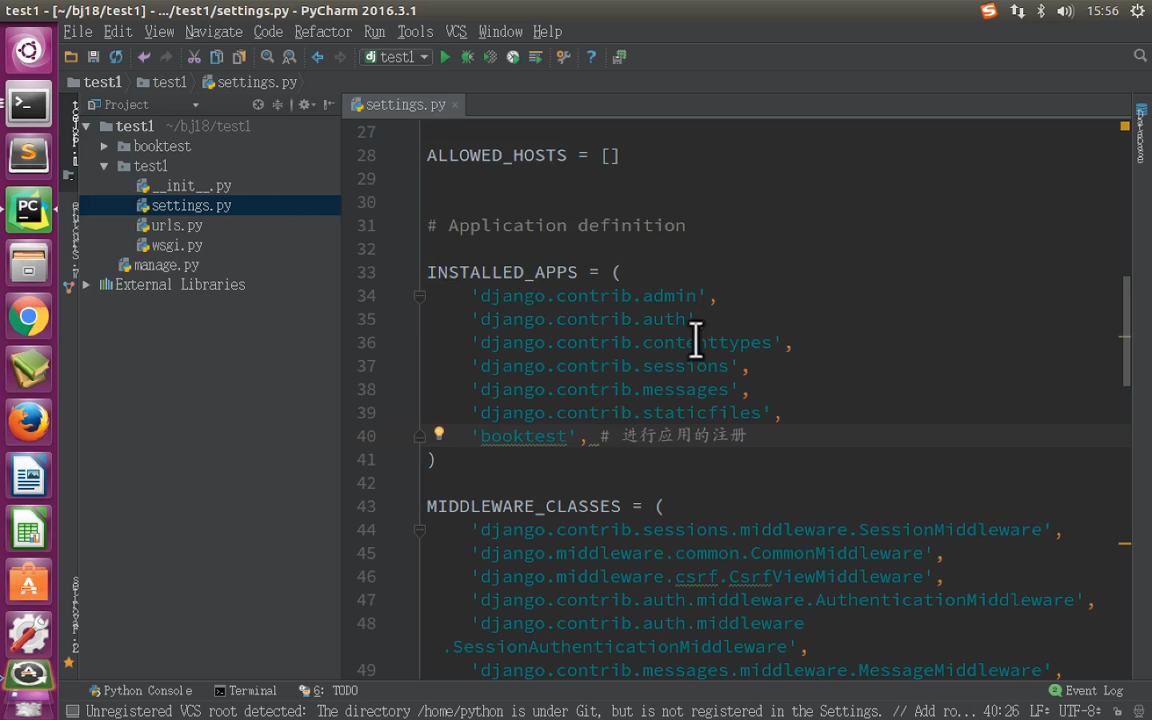 test1 - [~/bj18/test1] - .../test1/settings.py - PyCharm 2016.3.1
15:56
File Edit View Navigate Code Refactor Run Tools VCS Window Help
dj test1
test1 test1 settings.py
Project
settings.py
test1 ~/bj18/test1
booktest
test1
__init__.py
settings.py
urls.py
wsgi.py
manage.py
External Libraries
27
28 ALLOWED_HOSTS = []
29
30
31 # Application definition
32
33 INSTALLED_APPS = (
34 'django.contrib.admin',
35 'django.contrib.auth',
36 'django.contrib.contenttypes',
37 'django.contrib.sessions',
38 'django.contrib.messages',
39 'django.contrib.staticfiles',
40 'booktest', # 进行应用的注册
41 )
42
43 MIDDLEWARE_CLASSES = (
44 'django.contrib.sessions.middleware.SessionMiddleware',
45 'django.middleware.common.CommonMiddleware',
46 'django.middleware.csrf.CsrfViewMiddleware',
47 'django.contrib.auth.middleware.AuthenticationMiddleware',
48 'django.contrib.auth.middleware
.SessionAuthenticationMiddleware',
49 'django.contrib.messages.middleware.MessageMiddleware',
Python Console Terminal 6: TODO Event Log
Unregistered VCS root detected: The directory /home/python is under Git, but is not registered in the Settings. // Add ro... 40:26 LF÷ UTF-8÷